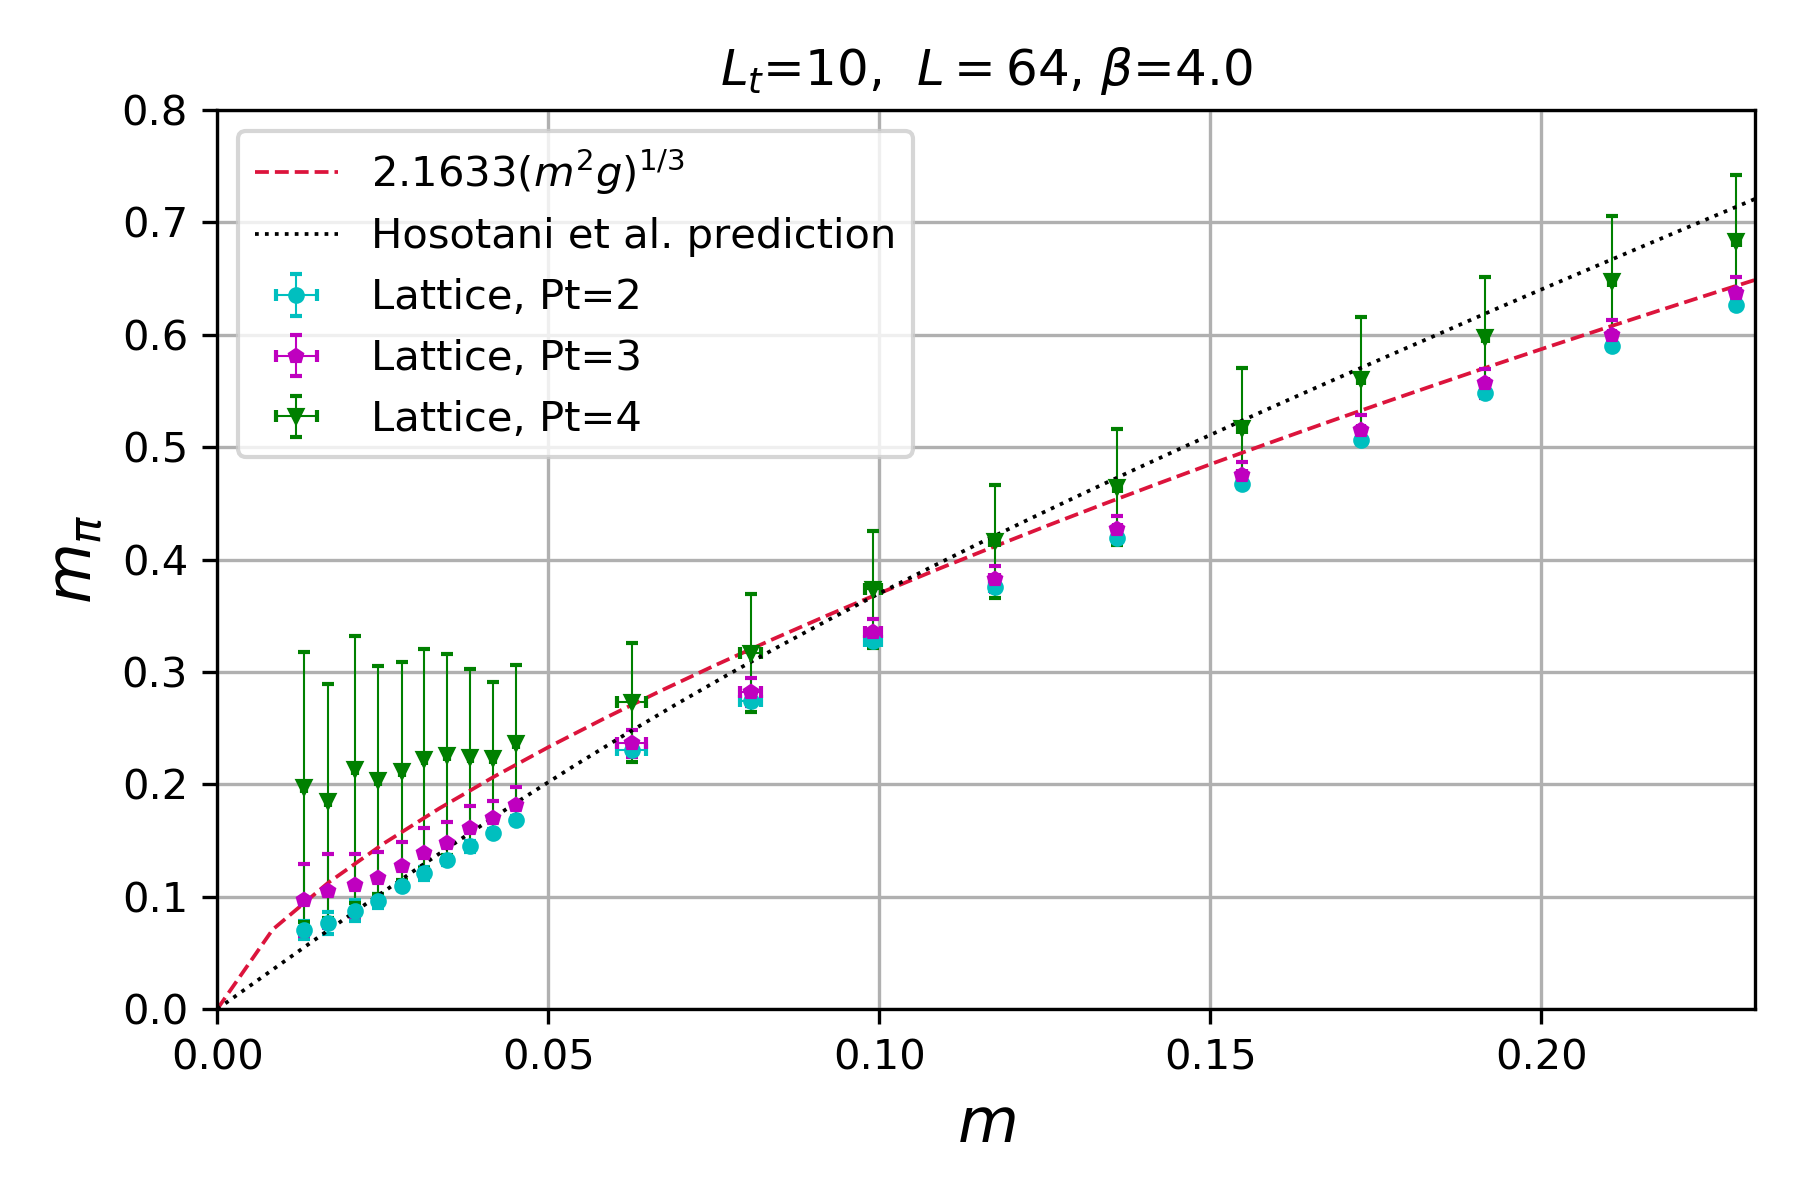 L_t=10, L = 64, β=4.0
0.8
0.7
0.6
0.5
0.4
0.3
0.2
0.1
0.0
m_π
2.1633(m²g)^{1/3}
Hosotani et al. prediction
Lattice, Pt=2
Lattice, Pt=3
Lattice, Pt=4
0.00 0.05 0.10 0.15 0.20
m